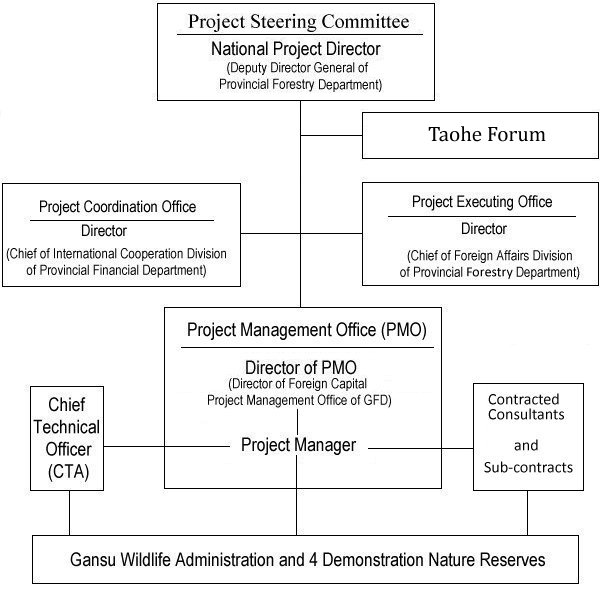 Project Steering Committee
National Project Director
(Deputy Director General of
Provincial Forestry Department)
Taohe Forum
Project Coordination Office
Director
(Chief of International Cooperation Division
of Provincial Financial Department)
Project Executing Office
Director
(Chief of Foreign Affairs Division
of Provincial Forestry Department)
Project Management Office (PMO)
Director of PMO
(Director of Foreign Capital
Project Management Office of GFD)
Project Manager
Chief
Technical
Officer
(CTA)
Contracted
Consultants
and
Sub-contracts
Gansu Wildlife Administration and 4 Demonstration Nature Reserves